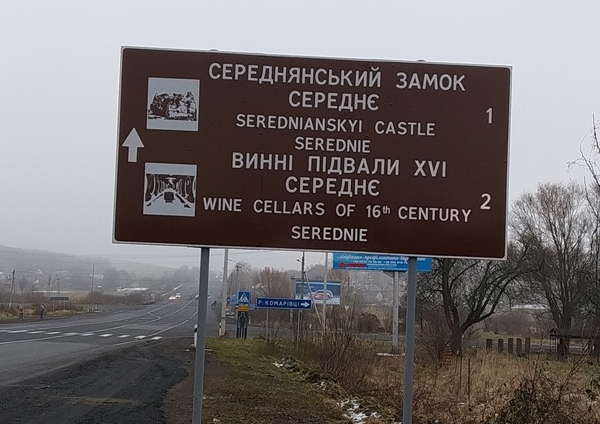 СЕРЕДНЯНСЬКИЙ ЗАМОК
СЕРЕДНЄ
1
SEREDNIANSKYI CASTLE
SEREDNIE
ВИННІ ПІДВАЛИ XVI
СЕРЕДНЄ
2
WINE CELLARS OF 16th CENTURY
SEREDNIE
Р.КОМАРІВЦІ